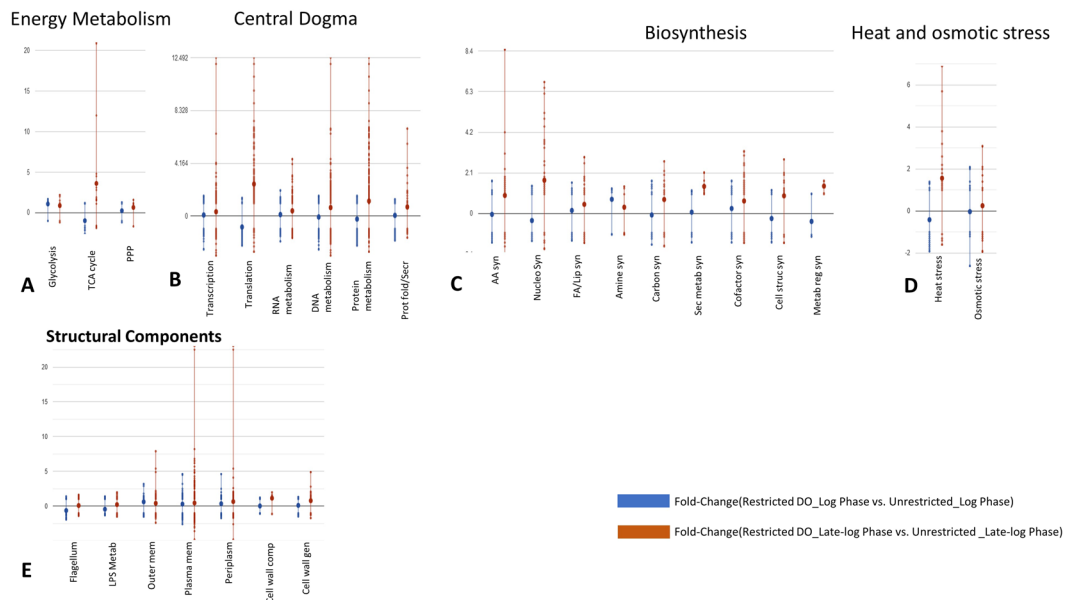 Energy Metabolism
Central Dogma
Biosynthesis
Heat and osmotic stress
20
15
10
5
0
Glycolysis
TCA cycle
PPP
A
12.492
8.328
4.164
0
Transcription
Translation
RNA
metabolism
DNA
metabolism
Protein
metabolism
Prot fold/Secr
B
8.4
6.3
4.2
2.1
0
AA syn
Nucleo Syn
FA/Lip syn
Amine syn
Carbon syn
Sec metab syn
Cofactor syn
Cell struc syn
Metab reg syn
C
6
4
2
0
-2
Heat stress
Osmotic stress
D
Structural Components
20
15
10
5
0
Flagellum
LPS Metab
Outer mem
Plasma mem
Periplasm
Cell wall comp
Cell wall gen
E
Fold-Change(Restricted DO_Log Phase vs. Unrestricted_Log Phase)
Fold-Change(Restricted DO_Late-log Phase vs. Unrestricted _Late-log Phase)